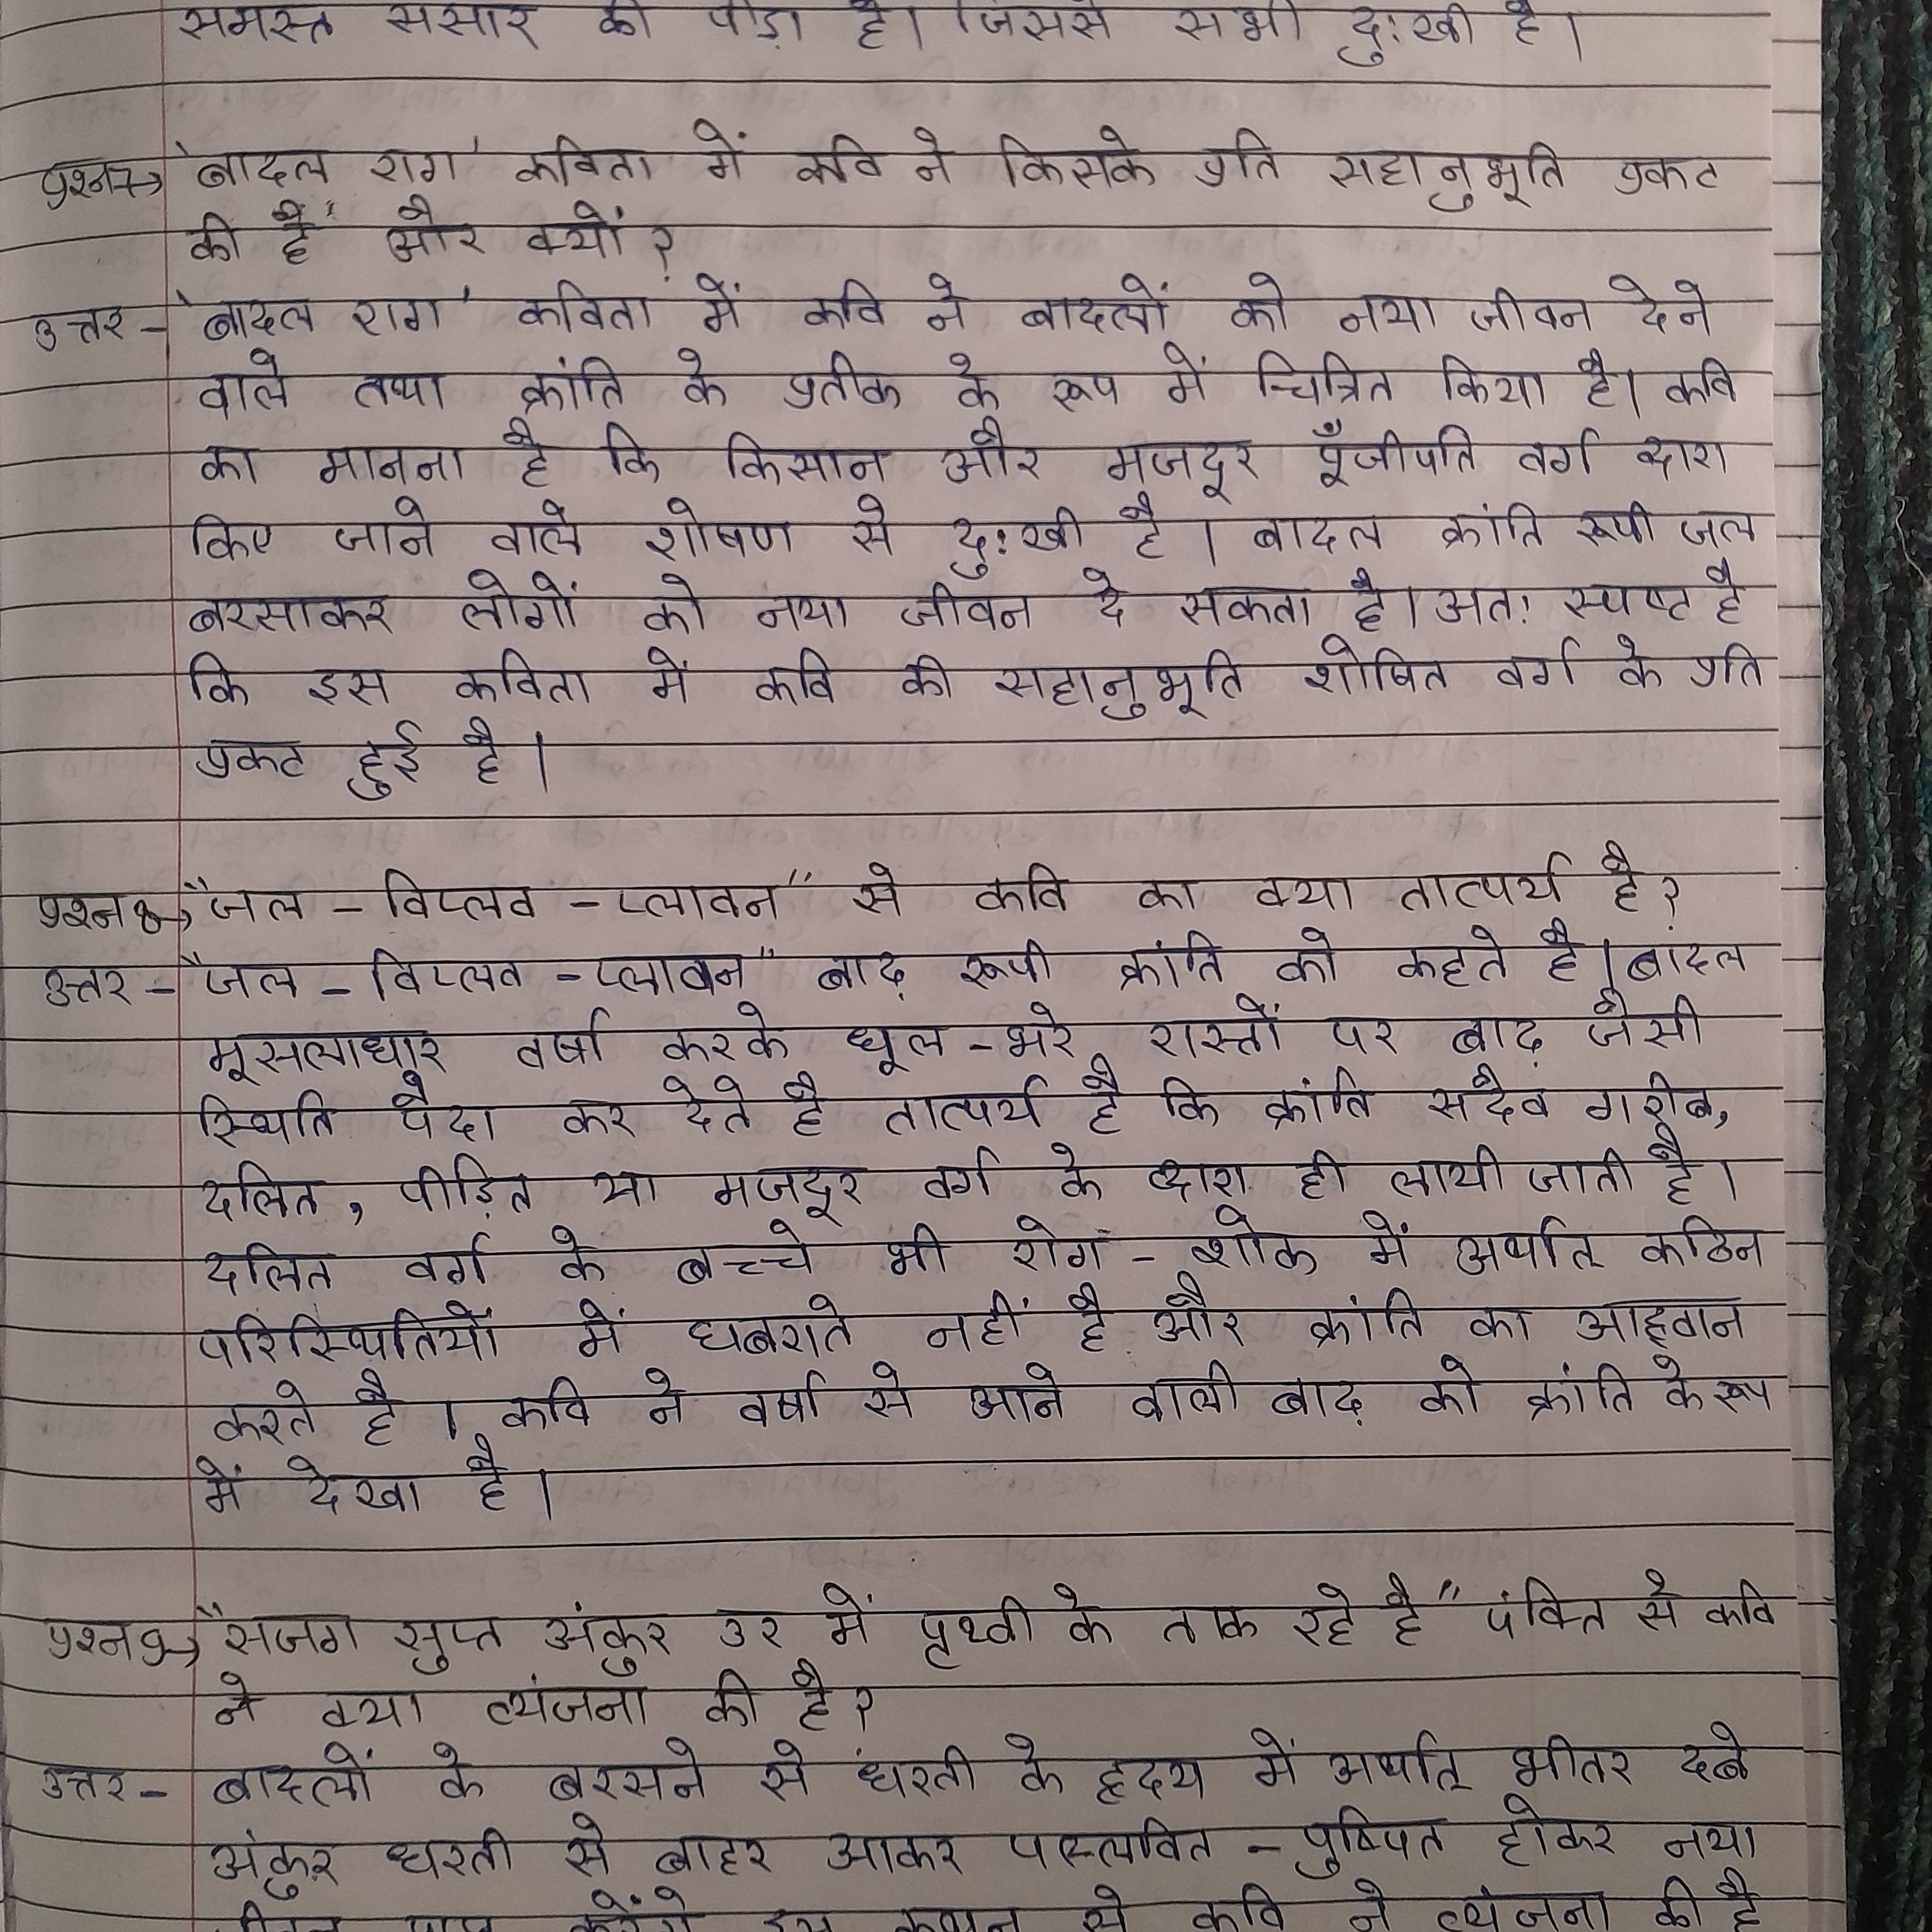 समस्त संसार की पीड़ा है। जिससे सभी दु:खी है।
प्रश्न7→ 'बादल राग' कविता में कवि ने किसके प्रति सहानुभूति प्रकट
की है" और क्यों?
उत्तर - 'बादल राग' कविता में कवि ने बादलों को नया जीवन देने
वाले तथा क्रांति के प्रतीक के रूप में चित्रित किया है। कवि
का मानना है कि किसान और मजदूर पूँजीपति वर्ग द्वारा
किए जाने वाले शोषण से दु:खी है। बादल क्रांति रूपी जल
बरसाकर लोगों को नया जीवन दे सकता है। अत: स्पष्ट है
कि इस कविता में कवि की सहानुभूति शोषित वर्ग के प्रति
प्रकट हुई है।
प्रश्न8→ "जल - विप्लव - प्लावन" से कवि का क्या तात्पर्य है?
उत्तर - "जल - विप्लव - प्लावन" बाढ़ रूपी क्रांति को कहते है। बादल
मूसलाधार वर्षा करके धूल - भरे रास्तों पर बाढ़ जैसी
स्थिति पैदा कर देते है तात्पर्य है कि क्रांति सदैव गरीब,
दलित, पीड़ित या मजदूर वर्ग के द्वारा ही लायी जाती है।
दलित वर्ग के बच्चे भी रोग - शोक में अर्थात् कठिन
परिस्थितियों में घबराते नहीं है और क्रांति का आह्वान
करते है। कवि ने वर्षा से आने वाली बाढ़ को क्रांति के रूप
में देखा है।
प्रश्न9→ "सजग सुप्त अंकुर उर में पृथ्वी के ताक रहे है" पंक्ति से कवि
ने क्या व्यंजना की है?
उत्तर - बादलों के बरसने से धरती के हृदय में अर्थात् भीतर दबे
अंकुर धरती से बाहर आकर पल्लवित - पुष्पित होकर नया
जीवन प्राप्त करेंगे इस कथन से कवि ने व्यंजना की है